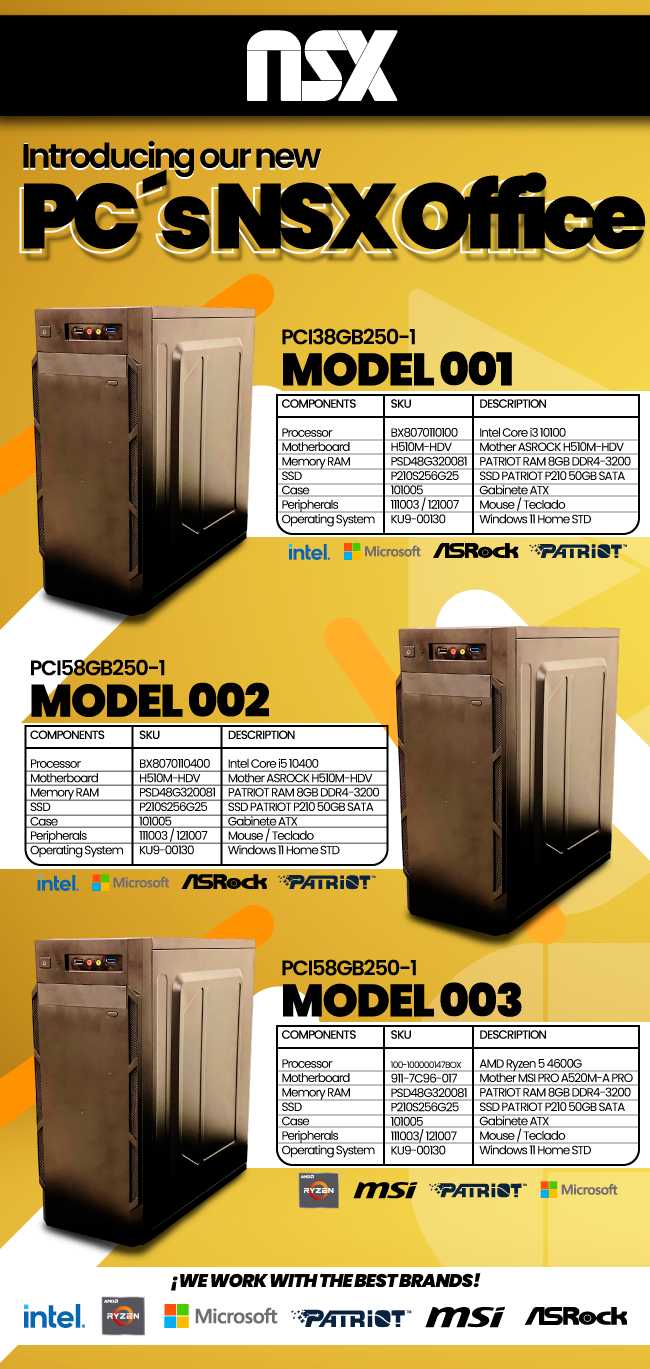 NSX
Introducing our new
PC´s NSX Office
PCI38GB250-1
MODEL 001
COMPONENTS SKU DESCRIPTION
Processor BX8070110100 Intel Core i3 10100
Motherboard H510M-HDV Mother ASROCK H510M-HDV
Memory RAM PSD48G320081 PATRIOT RAM 8GB DDR4-3200
SSD P210S256G25 SSD PATRIOT P210 50GB SATA
Case 101005 Gabinete ATX
Peripherals 111003 / 121007 Mouse / Teclado
Operating System KU9-00130 Windows 11 Home STD
intel. Microsoft ASRock PATRIOT™
PCI58GB250-1
MODEL 002
COMPONENTS SKU DESCRIPTION
Processor BX8070110400 Intel Core i5 10400
Motherboard H510M-HDV Mother ASROCK H510M-HDV
Memory RAM PSD48G320081 PATRIOT RAM 8GB DDR4-3200
SSD P210S256G25 SSD PATRIOT P210 50GB SATA
Case 101005 Gabinete ATX
Peripherals 111003 / 121007 Mouse / Teclado
Operating System KU9-00130 Windows 11 Home STD
intel. Microsoft ASRock PATRIOT™
PCI58GB250-1
MODEL 003
COMPONENTS SKU DESCRIPTION
Processor 100-100000147BOX AMD Ryzen 5 4600G
Motherboard 911-7C96-017 Mother MSI PRO A520M-A PRO
Memory RAM PSD48G320081 PATRIOT RAM 8GB DDR4-3200
SSD P210S256G25 SSD PATRIOT P210 50GB SATA
Case 101005 Gabinete ATX
Peripherals 111003/ 121007 Mouse / Teclado
Operating System KU9-00130 Windows 11 Home STD
AMD RYZEN msi PATRIOT™ Microsoft
¡WE WORK WITH THE BEST BRANDS!
intel. AMD RYZEN Microsoft PATRIOT™ msi ASRock